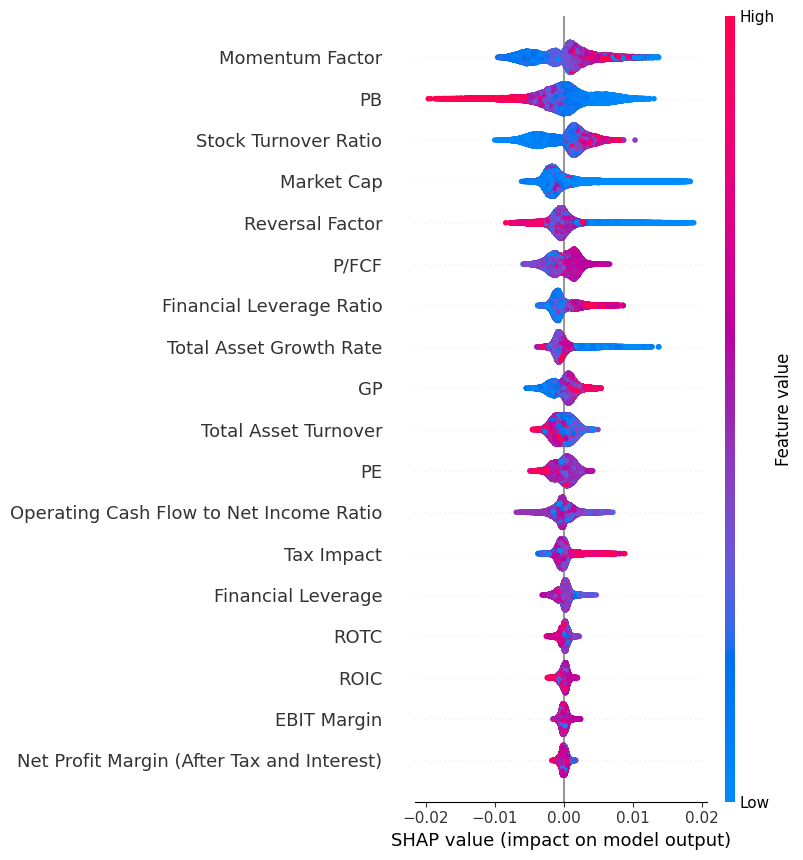 High
Momentum Factor
PB
Stock Turnover Ratio
Market Cap
Reversal Factor
P/FCF
Financial Leverage Ratio
Total Asset Growth Rate
GP
Total Asset Turnover
PE
Operating Cash Flow to Net Income Ratio
Tax Impact
Financial Leverage
ROTC
ROIC
EBIT Margin
Net Profit Margin (After Tax and Interest)
Feature value
Low
−0.02 −0.01 0.00 0.01 0.02
SHAP value (impact on model output)